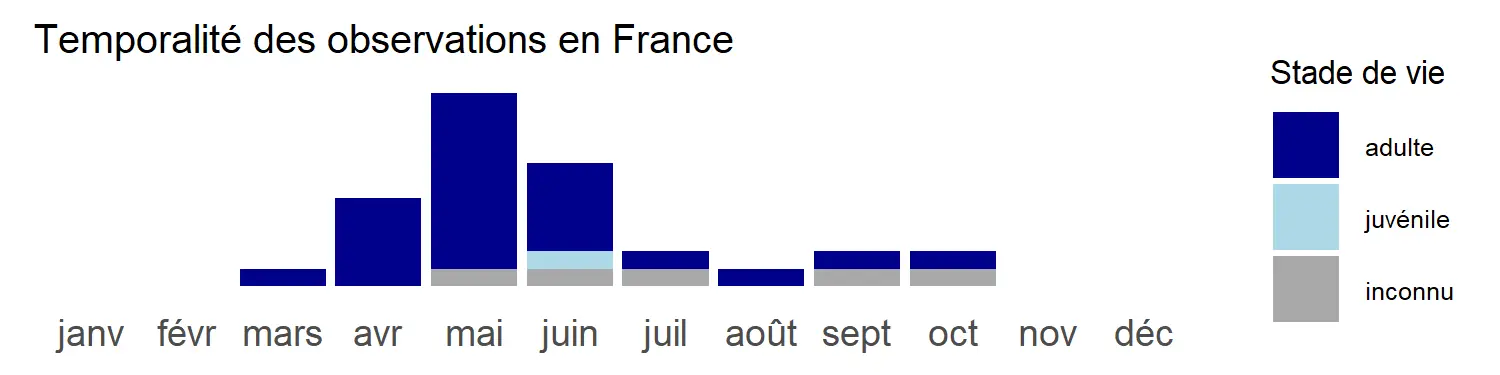 Temporalité des observations en France
Stade de vie
adulte
juvénile
inconnu
janv févr mars avr mai juin juil août sept oct nov déc